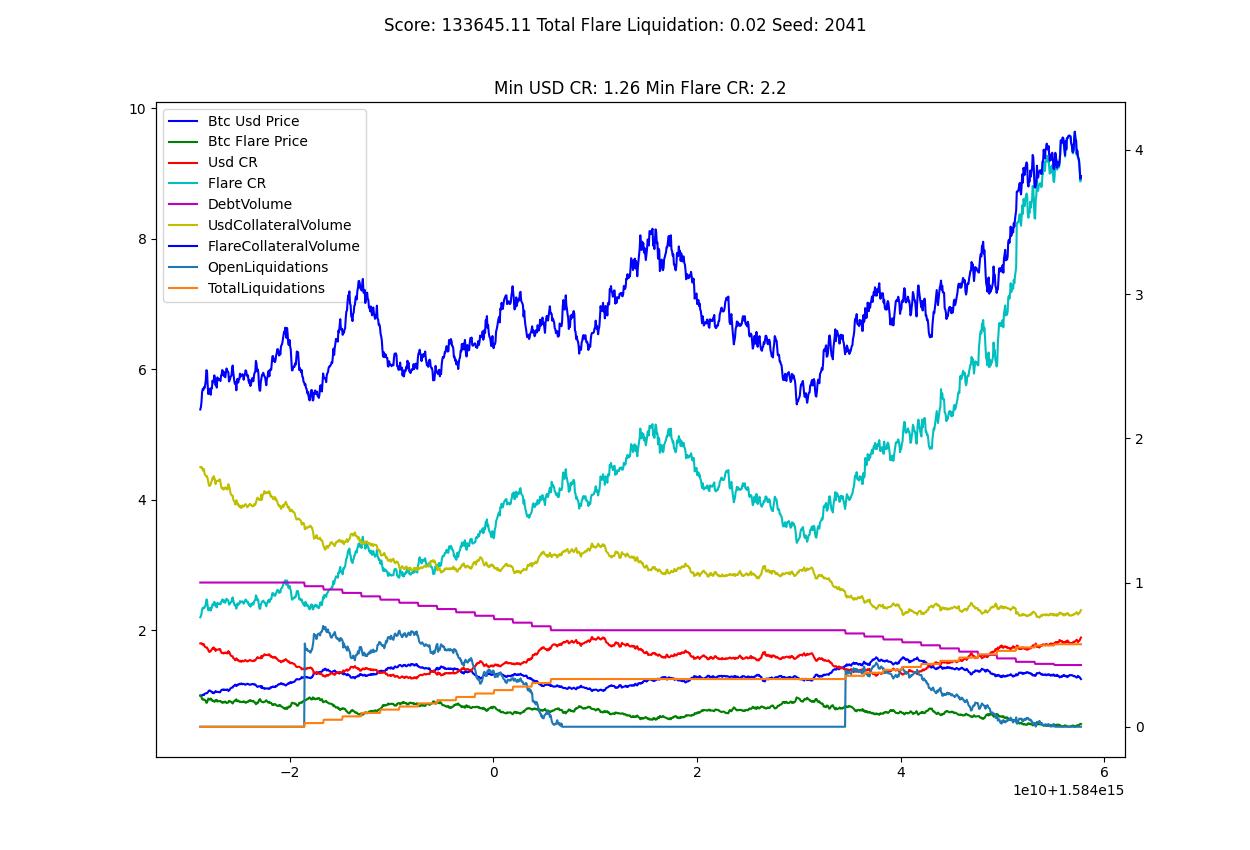 Score: 133645.11 Total Flare Liquidation: 0.02 Seed: 2041
Min USD CR: 1.26 Min Flare CR: 2.2
Btc Usd Price
Btc Flare Price
Usd CR
Flare CR
DebtVolume
UsdCollateralVolume
FlareCollateralVolume
OpenLiquidations
TotalLiquidations
10
8
6
4
2
4
3
2
1
0
−2
0
2
4
6
1e10+1.584e15